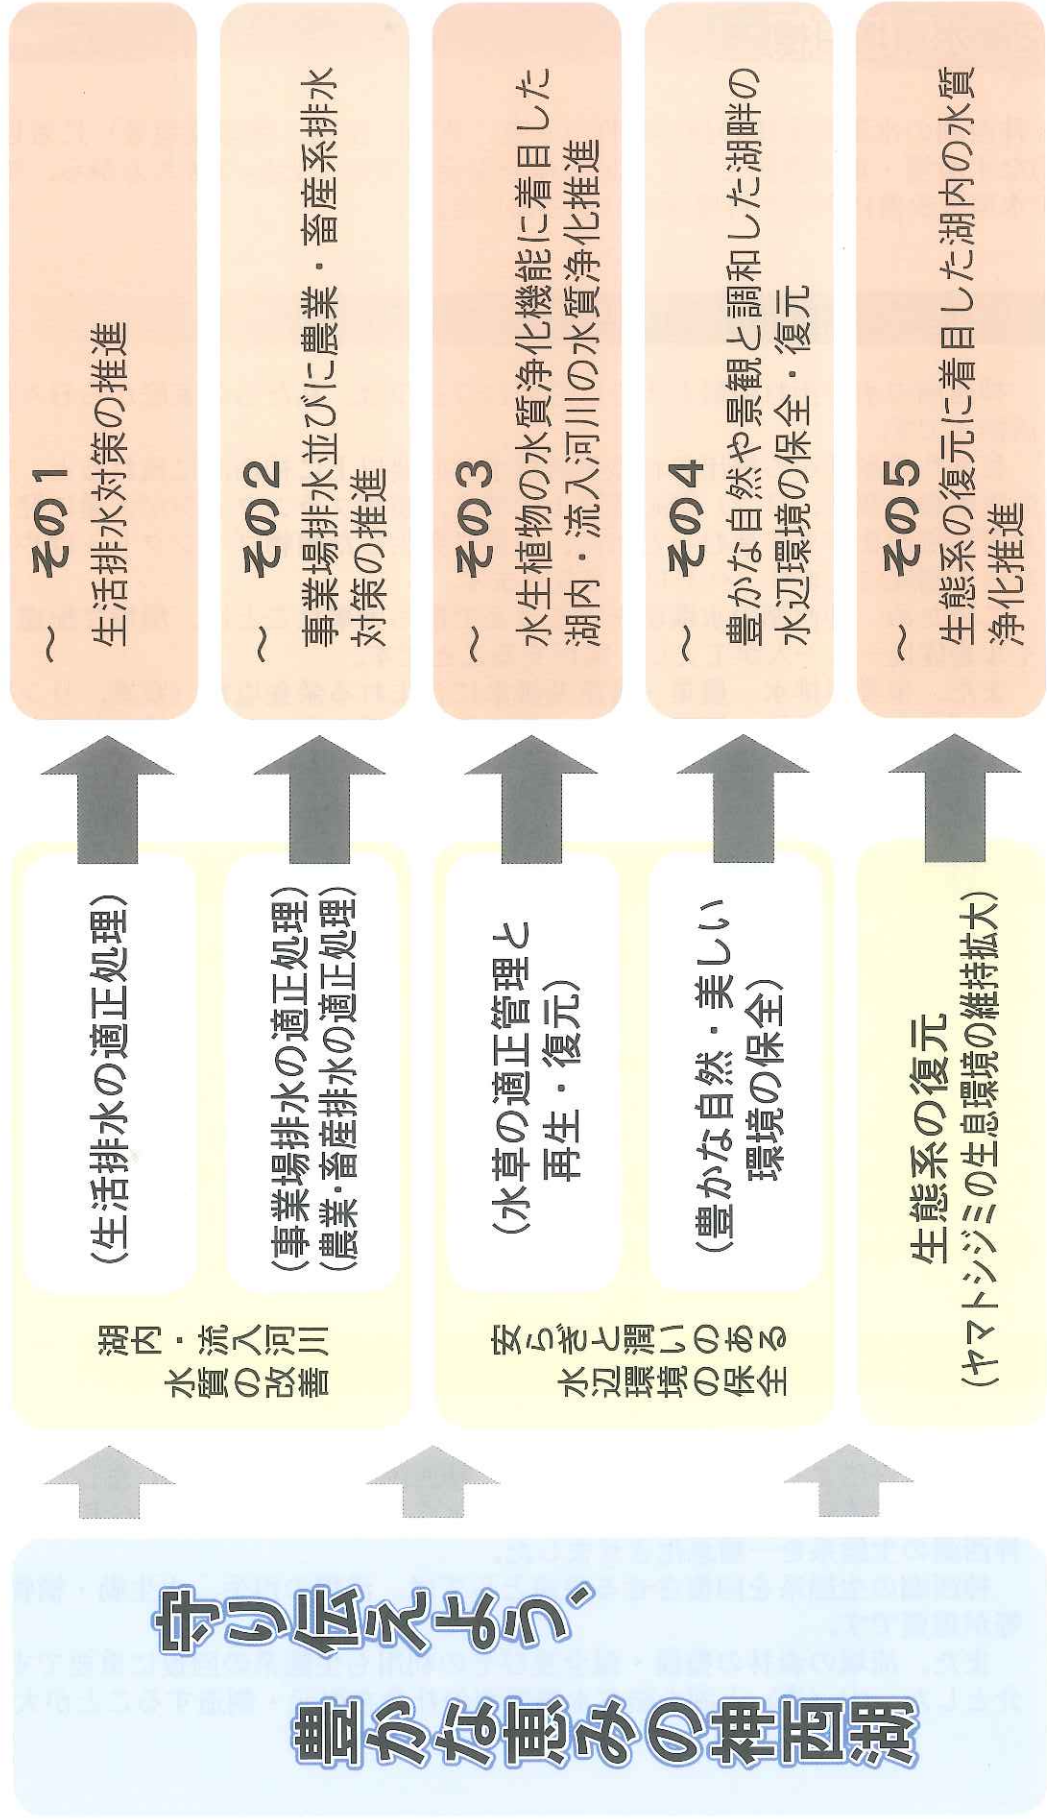 守り伝えよう、
豊かな恵みの神西湖
湖内・流入河川
水質の改善
(生活排水の適正処理)
(事業場排水の適正処理)
(農業・畜産排水の適正処理)
安らぎと潤いのある
水辺環境の保全
(水草の適正管理と
再生・復元)
(豊かな自然・美しい
環境の保全)
生態系の復元
(ヤマトシジミの生息環境の維持拡大)
～ その1
生活排水対策の推進
～ その2
事業場排水並びに農業・畜産系排水
対策の推進
～ その3
水生植物の水質浄化機能に着目した
湖内・流入河川の水質浄化推進
～ その4
豊かな自然や景観と調和した湖畔の
水辺環境の保全・復元
～ その5
生態系の復元に着目した湖内の水質
浄化推進